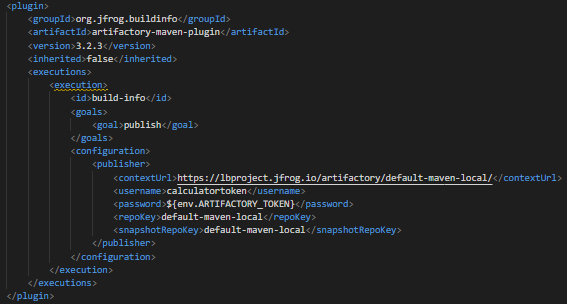 <plugin>
<groupId>org.jfrog.buildinfo</groupId>
<artifactId>artifactory-maven-plugin</artifactId>
<version>3.2.3</version>
<inherited>false</inherited>
<executions>
<execution>
<id>build-info</id>
<goals>
<goal>publish</goal>
</goals>
<configuration>
<publisher>
<contextUrl>https://lbproject.jfrog.io/artifactory/default-maven-local/</contextUrl>
<username>calculatortoken</username>
<password>${env.ARTIFACTORY_TOKEN}</password>
<repoKey>default-maven-local</repoKey>
<snapshotRepoKey>default-maven-local</snapshotRepoKey>
</publisher>
</configuration>
</execution>
</executions>
</plugin>